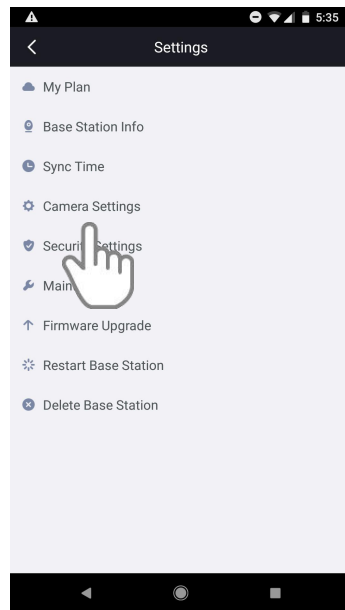 5:35
Settings
My Plan
Base Station Info
Sync Time
Camera Settings
Settings
Firmware Upgrade
Restart Base Station
Delete Base Station